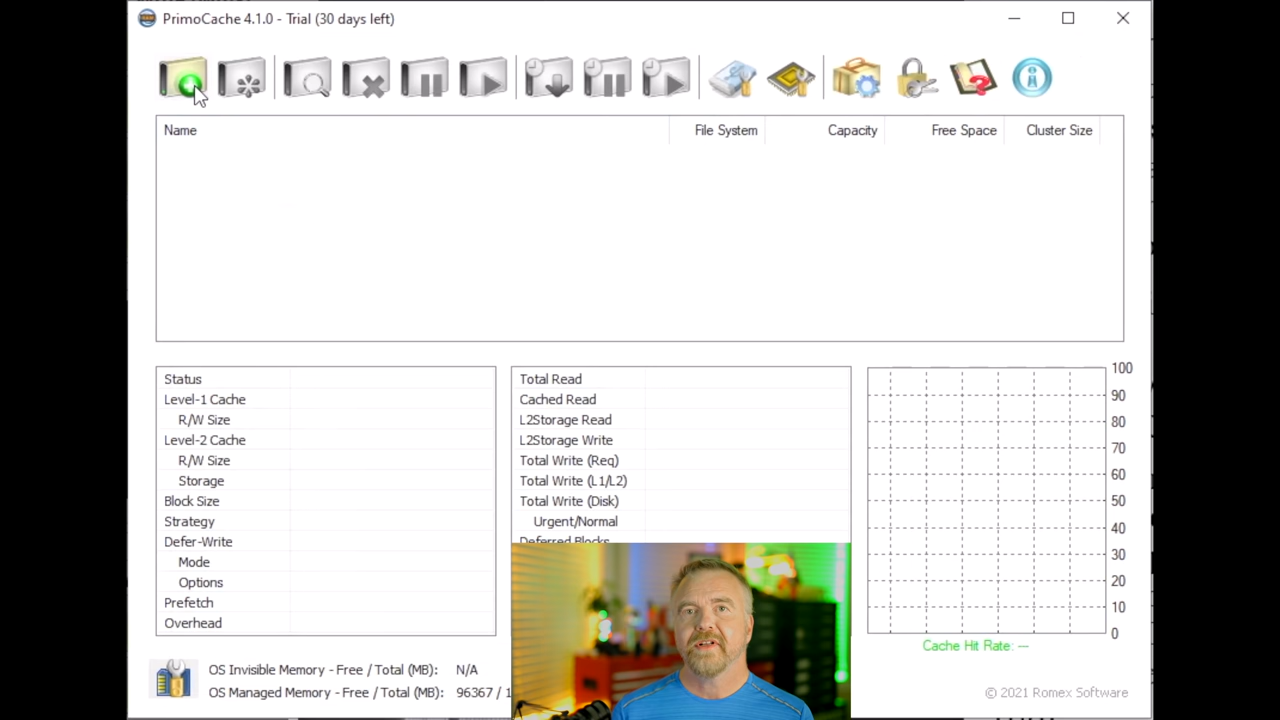 PrimoCache 4.1.0 - Trial (30 days left)
Name File System Capacity Free Space Cluster Size
Status
Level-1 Cache
R/W Size
Level-2 Cache
R/W Size
Storage
Block Size
Strategy
Defer-Write
Mode
Options
Prefetch
Overhead
Total Read
Cached Read
L2Storage Read
L2Storage Write
Total Write (Req)
Total Write (L1/L2)
Total Write (Disk)
Urgent/Normal
Deferred Blocks
100
90
80
70
60
50
40
30
20
10
0
Cache Hit Rate: ---
OS Invisible Memory - Free / Total (MB): N/A
OS Managed Memory - Free / Total (MB): 96367 / 1
© 2021 Romex Software